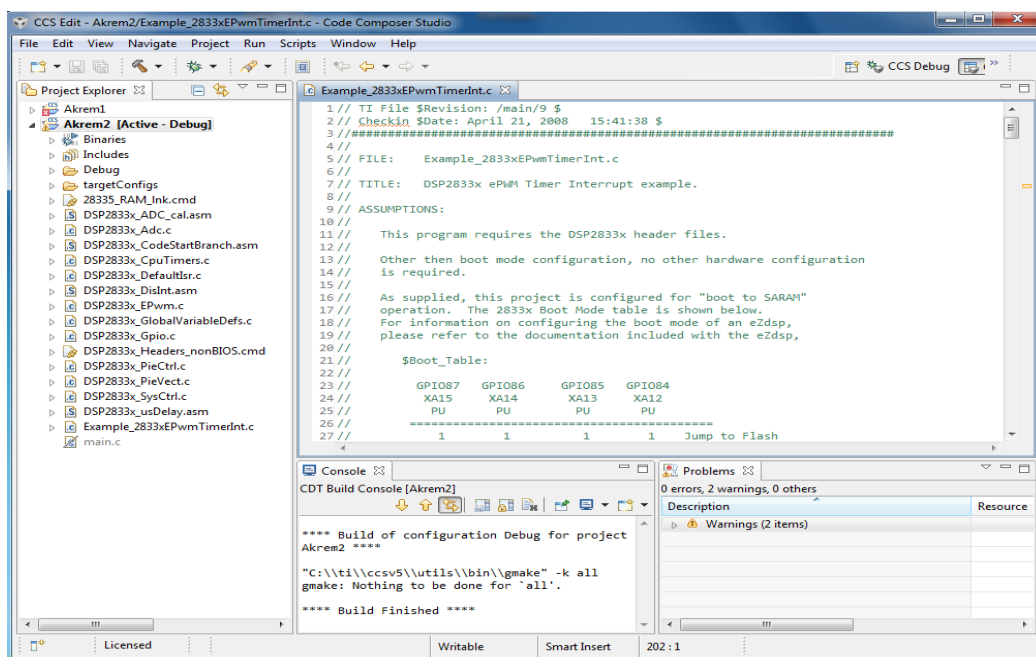 CCS Edit - Akrem2/Example_2833xEPwmTimerInt.c - Code Composer Studio
File Edit View Navigate Project Run Scripts Window Help
CCS Debug
Project Explorer
Akrem1
Akrem2 [Active - Debug]
Binaries
Includes
Debug
targetConfigs
28335_RAM_lnk.cmd
DSP2833x_ADC_cal.asm
DSP2833x_Adc.c
DSP2833x_CodeStartBranch.asm
DSP2833x_CpuTimers.c
DSP2833x_DefaultIsr.c
DSP2833x_DisInt.asm
DSP2833x_EPwm.c
DSP2833x_GlobalVariableDefs.c
DSP2833x_Gpio.c
DSP2833x_Headers_nonBIOS.cmd
DSP2833x_PieCtrl.c
DSP2833x_PieVect.c
DSP2833x_SysCtrl.c
DSP2833x_usDelay.asm
Example_2833xEPwmTimerInt.c
main.c
Example_2833xEPwmTimerInt.c
1 // TI File $Revision: /main/9 $
2 // Checkin $Date: April 21, 2008 15:41:38 $
3 //###########################################################################
4 //
5 // FILE: Example_2833xEPwmTimerInt.c
6 //
7 // TITLE: DSP2833x ePWM Timer Interrupt example.
8 //
9 // ASSUMPTIONS:
10 //
11 // This program requires the DSP2833x header files.
12 //
13 // Other then boot mode configuration, no other hardware configuration
14 // is required.
15 //
16 // As supplied, this project is configured for "boot to SARAM"
17 // operation. The 2833x Boot Mode table is shown below.
18 // For information on configuring the boot mode of an eZdsp,
19 // please refer to the documentation included with the eZdsp,
20 //
21 // $Boot_Table:
22 //
23 // GPIO87 GPIO86 GPIO85 GPIO84
24 // XA15 XA14 XA13 XA12
25 // PU PU PU PU
26 // ==========================================
27 // 1 1 1 1 Jump to Flash
Console
CDT Build Console [Akrem2]
**** Build of configuration Debug for project
Akrem2 ****
"C:\\ti\\ccsv5\\utils\\bin\\gmake" -k all
gmake: Nothing to be done for `all'.
**** Build Finished ****
Problems
0 errors, 2 warnings, 0 others
Description Resource
Warnings (2 items)
Licensed Writable Smart Insert 202 : 1